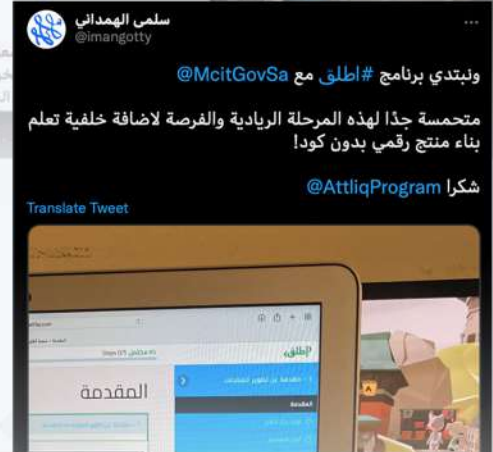 سلمى الهمداني
@imangotty
ونبتدي برنامج #اطلق مع @McitGovSa
متحمسة جدًا لهذه المرحلة الريادية والفرصة لاضافة خلفية تعلم
بناء منتج رقمي بدون كود!
شكرا @AttliqProgram
Translate Tweet
اطلق
المقدمة
المقدمة
A